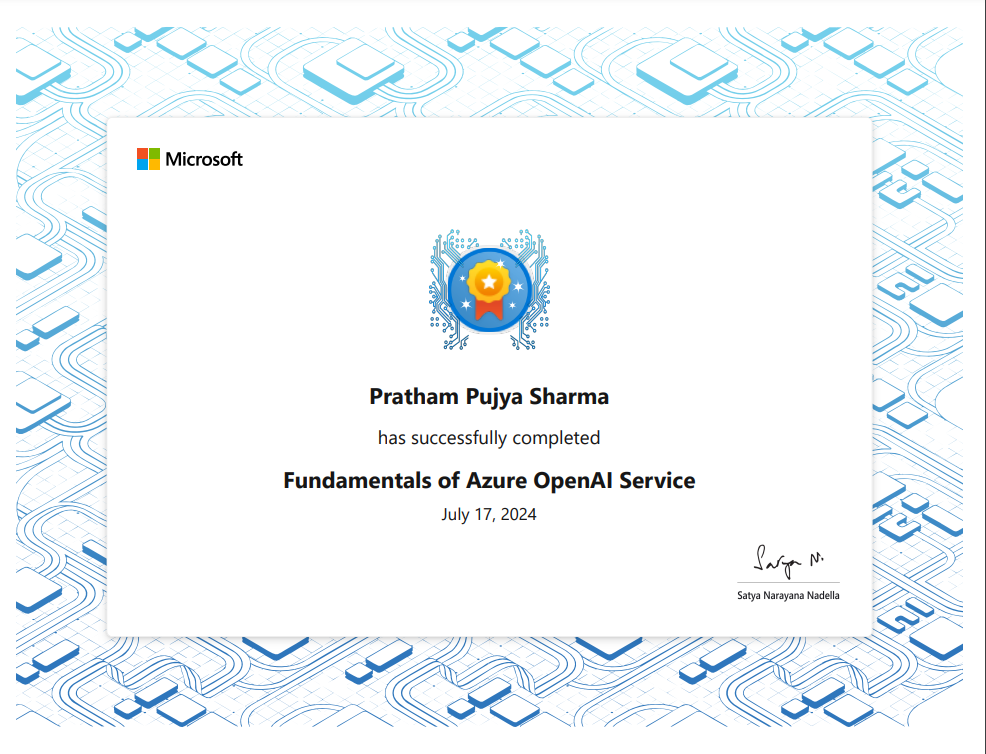 Microsoft
Pratham Pujya Sharma
has successfully completed
Fundamentals of Azure OpenAI Service
July 17, 2024
Satya N.
Satya Narayana Nadella